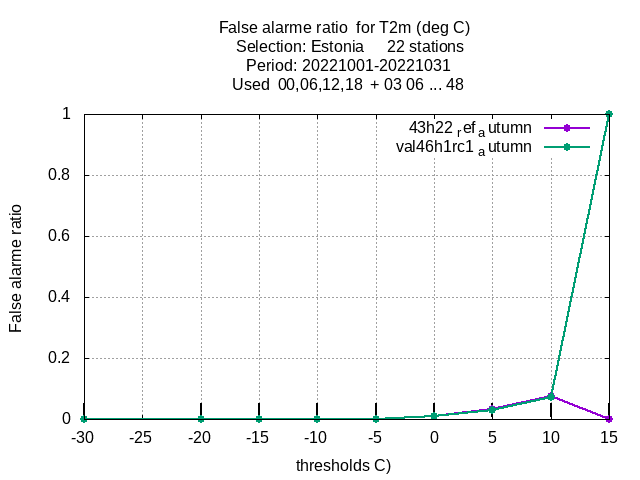 False alarme ratio  for T2m (deg C)
Selection: Estonia     22 stations
Period: 20221001-20221031
Used  00,06,12,18  + 03 06 ... 48
43h22 ref autumn
val46h1rc1 autumn
1
0.8
0.6
0.4
0.2
0
False alarme ratio
-30 -25 -20 -15 -10 -5 0 5 10 15
thresholds C)